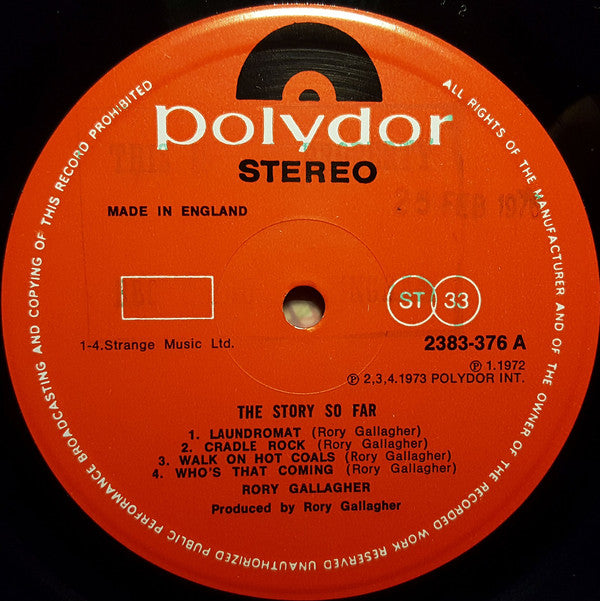 polydor
STEREO
MADE IN ENGLAND
25 FEB 197
ST 33
1-4.Strange Music Ltd.
2383-376 A
℗ 1.1972
℗ 2,3,4.1973 POLYDOR INT.
THE STORY SO FAR
1. LAUNDROMAT (Rory Gallagher)
2. CRADLE ROCK (Rory Gallagher)
3. WALK ON HOT COALS (Rory Gallagher)
4. WHO'S THAT COMING (Rory Gallagher)
RORY GALLAGHER
Produced by Rory Gallagher
ALL RIGHTS OF THE MANUFACTURER AND OF THE OWNER OF THE RECORDED WORK RESERVED UNAUTHORIZED PUBLIC PERFORMANCE BROADCASTING AND COPYING OF THIS RECORD PROHIBITED